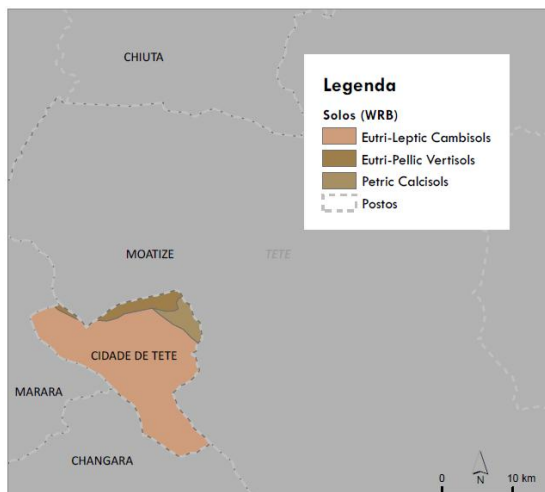 CHIUTA
Legenda
Solos (WRB)
Eutri-Leptic Cambisols
Eutri-Pellic Vertisols
Petric Calcisols
Postos
MOATIZE
TETE
CIDADE DE TETE
MARARA
CHANGARA
N
0 10 km